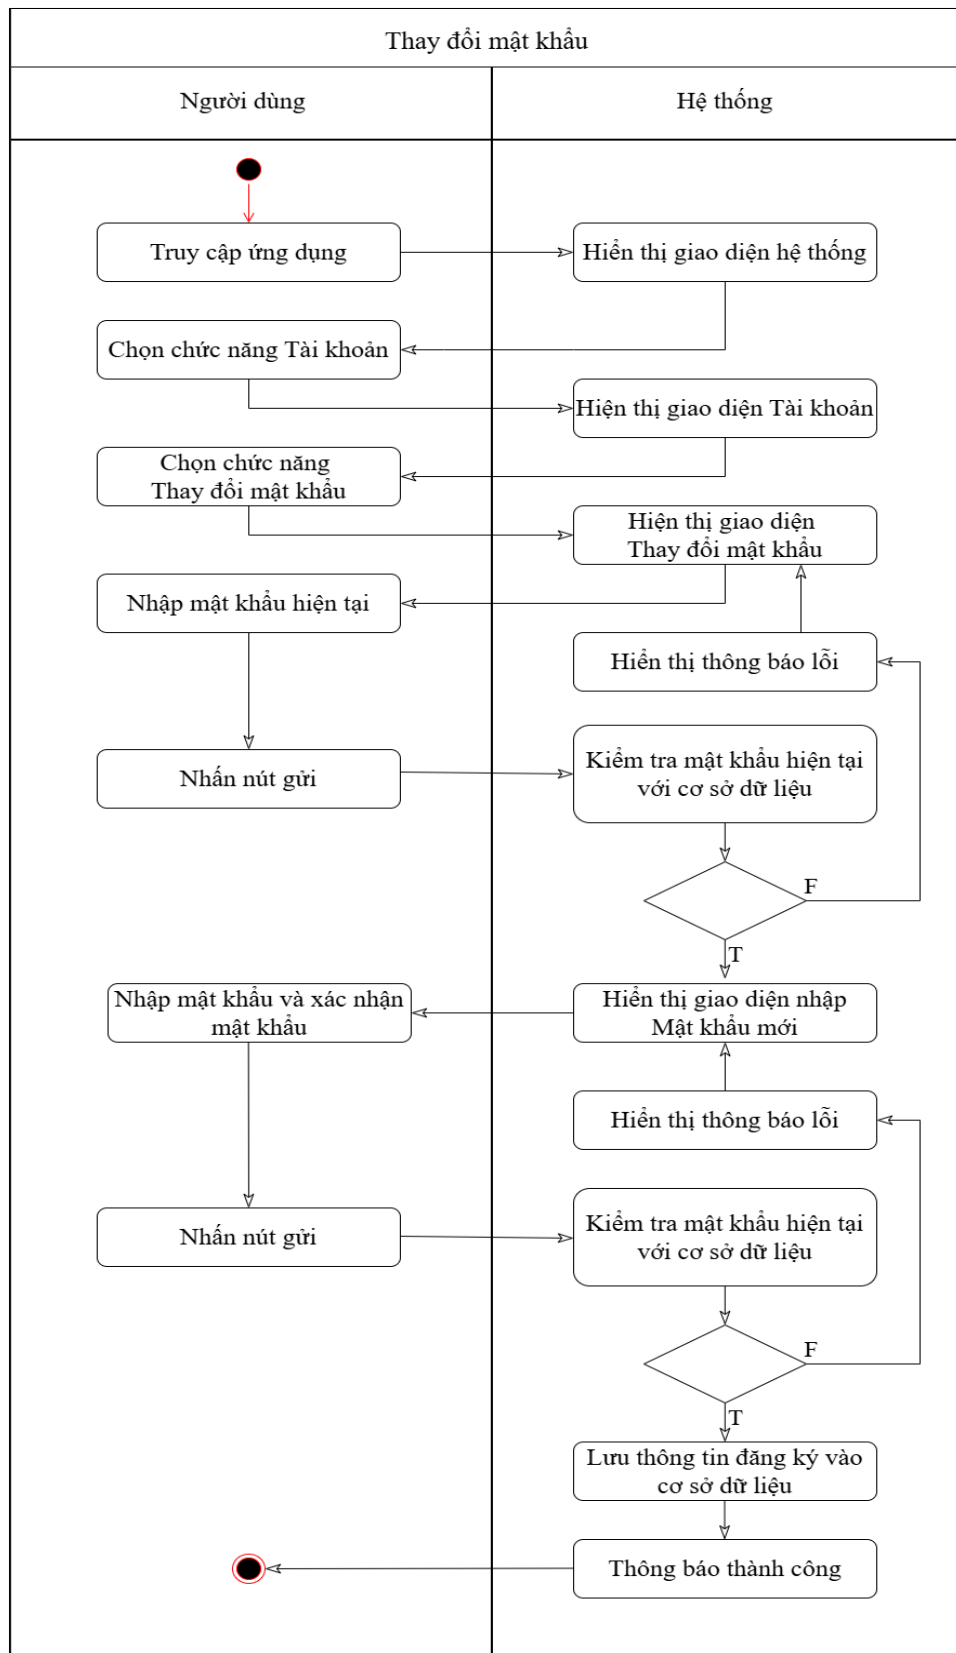 Thay đổi mật khẩu
Người dùng
Hệ thống
Truy cập ứng dụng
Hiển thị giao diện hệ thống
Chọn chức năng Tài khoản
Hiện thị giao diện Tài khoản
Chọn chức năng
Thay đổi mật khẩu
Hiện thị giao diện
Thay đổi mật khẩu
Nhập mật khẩu hiện tại
Hiển thị thông báo lỗi
Nhấn nút gửi
Kiểm tra mật khẩu hiện tại
với cơ sở dữ liệu
F
T
Nhập mật khẩu và xác nhận
mật khẩu
Hiển thị giao diện nhập
Mật khẩu mới
Hiển thị thông báo lỗi
Nhấn nút gửi
Kiểm tra mật khẩu hiện tại
với cơ sở dữ liệu
F
T
Lưu thông tin đăng ký vào
cơ sở dữ liệu
Thông báo thành công